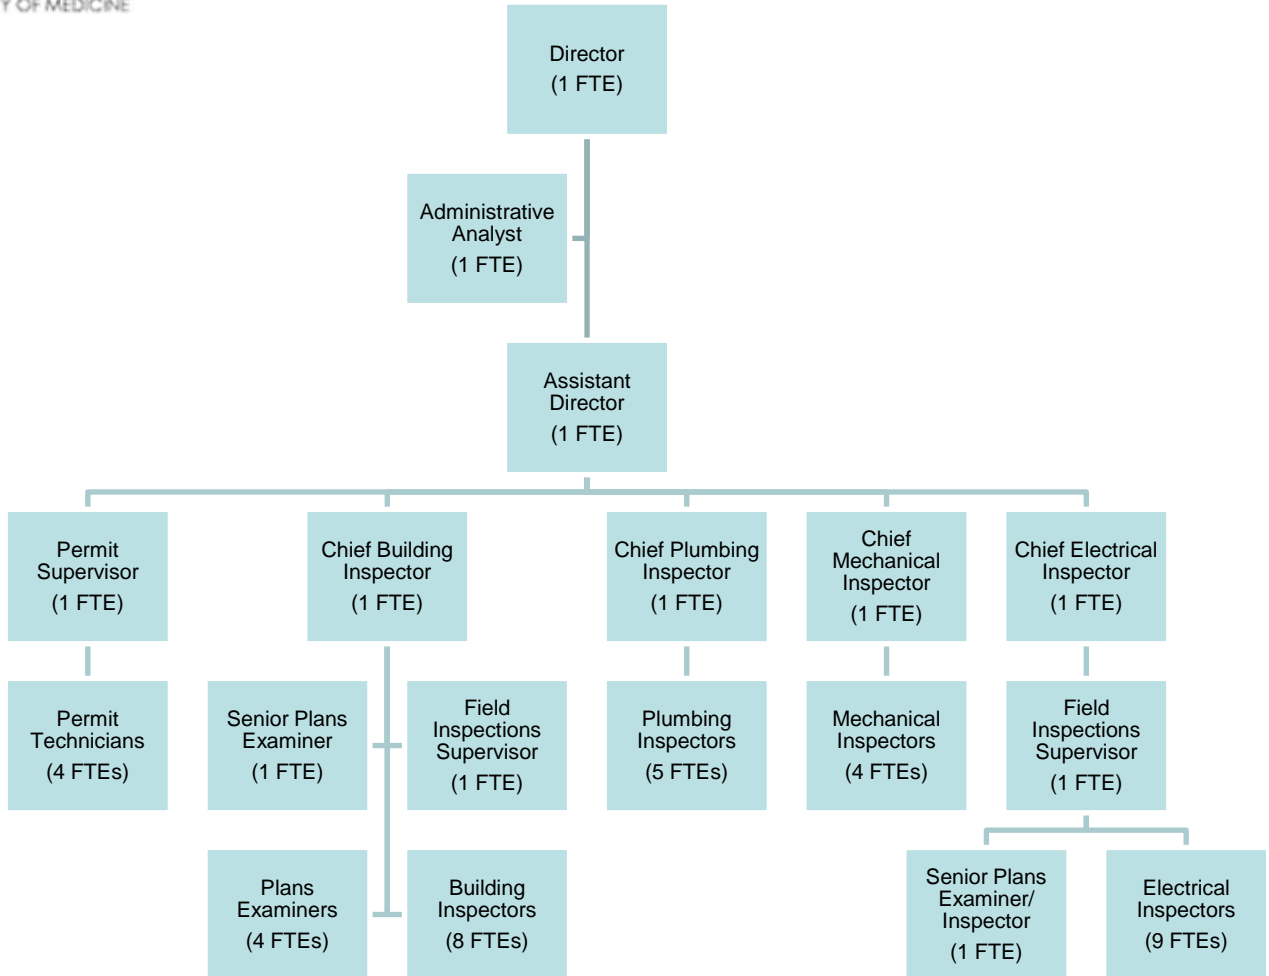 Y OF MEDICINE
Director
(1 FTE)
Administrative
Analyst
(1 FTE)
Assistant
Director
(1 FTE)
Permit
Supervisor
(1 FTE)
Chief Building
Inspector
(1 FTE)
Chief Plumbing
Inspector
(1 FTE)
Chief
Mechanical
Inspector
(1 FTE)
Chief Electrical
Inspector
(1 FTE)
Permit
Technicians
(4 FTEs)
Senior Plans
Examiner
(1 FTE)
Field
Inspections
Supervisor
(1 FTE)
Plumbing
Inspectors
(5 FTEs)
Mechanical
Inspectors
(4 FTEs)
Field
Inspections
Supervisor
(1 FTE)
Plans
Examiners
(4 FTEs)
Building
Inspectors
(8 FTEs)
Senior Plans
Examiner/
Inspector
(1 FTE)
Electrical
Inspectors
(9 FTEs)